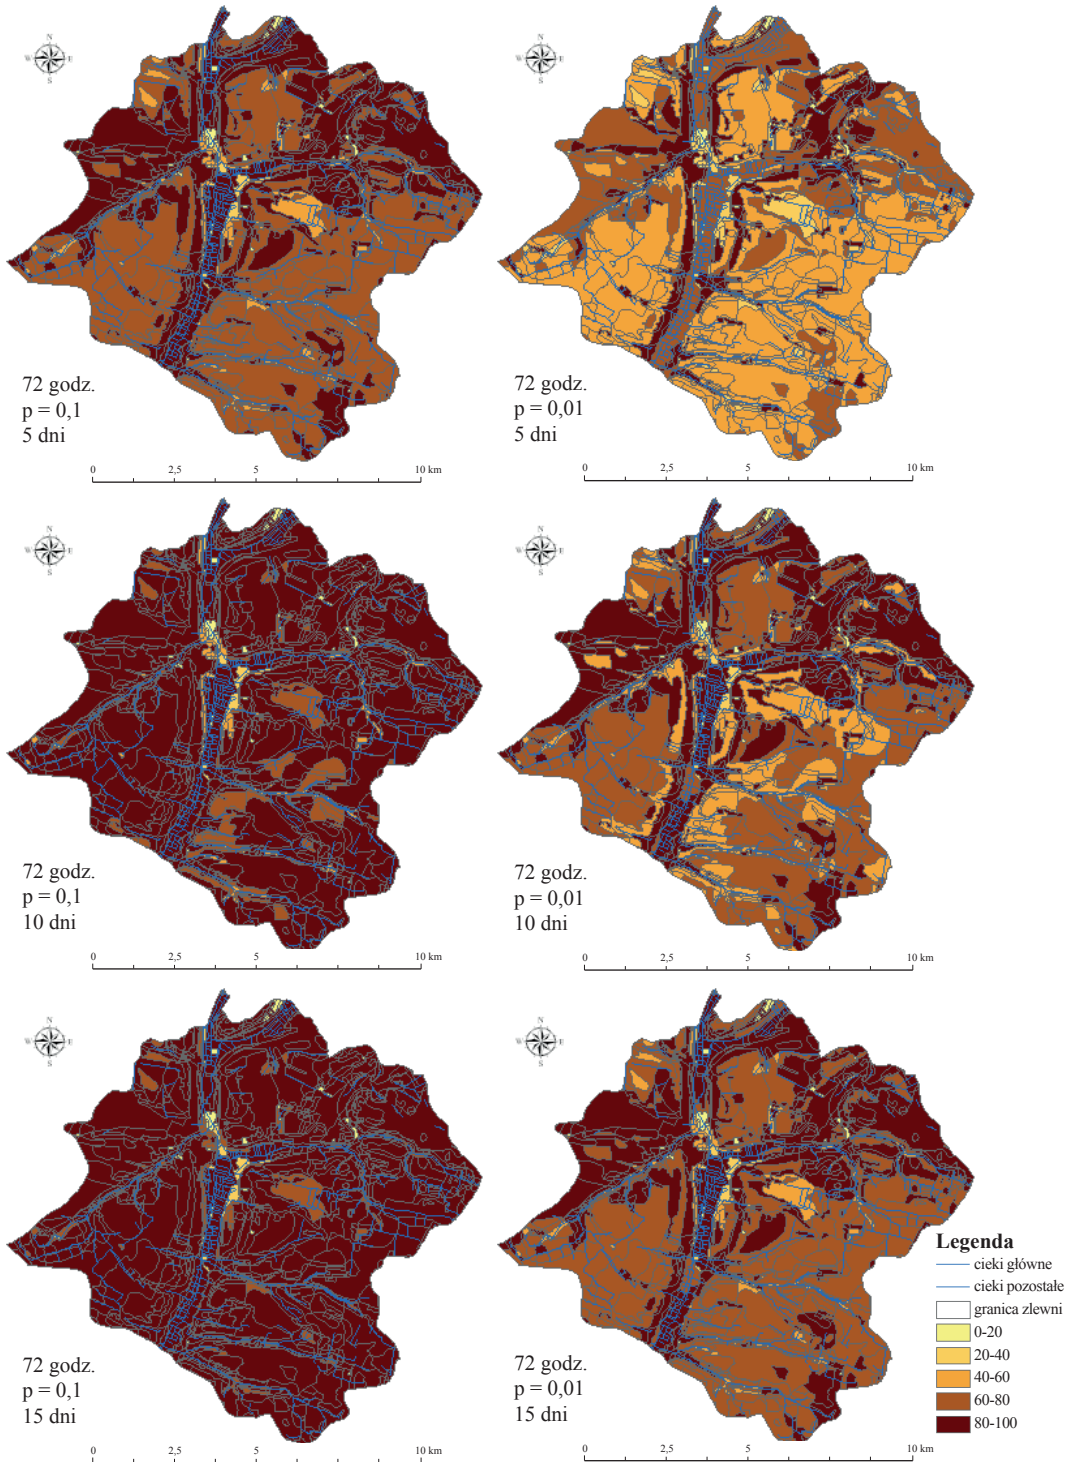 N
W E
S
72 godz.
p = 0,1
5 dni
0 2,5 5 10 km
N
W E
S
72 godz.
p = 0,01
5 dni
0 2,5 5 10 km
N
W E
S
72 godz.
p = 0,1
10 dni
0 2,5 5 10 km
N
W E
S
72 godz.
p = 0,01
10 dni
0 2,5 5 10 km
N
W E
S
72 godz.
p = 0,1
15 dni
0 2,5 5 10 km
N
W E
S
72 godz.
p = 0,01
15 dni
0 2,5 5 10 km
Legenda
cieki główne
cieki pozostałe
granica zlewni
0-20
20-40
40-60
60-80
80-100